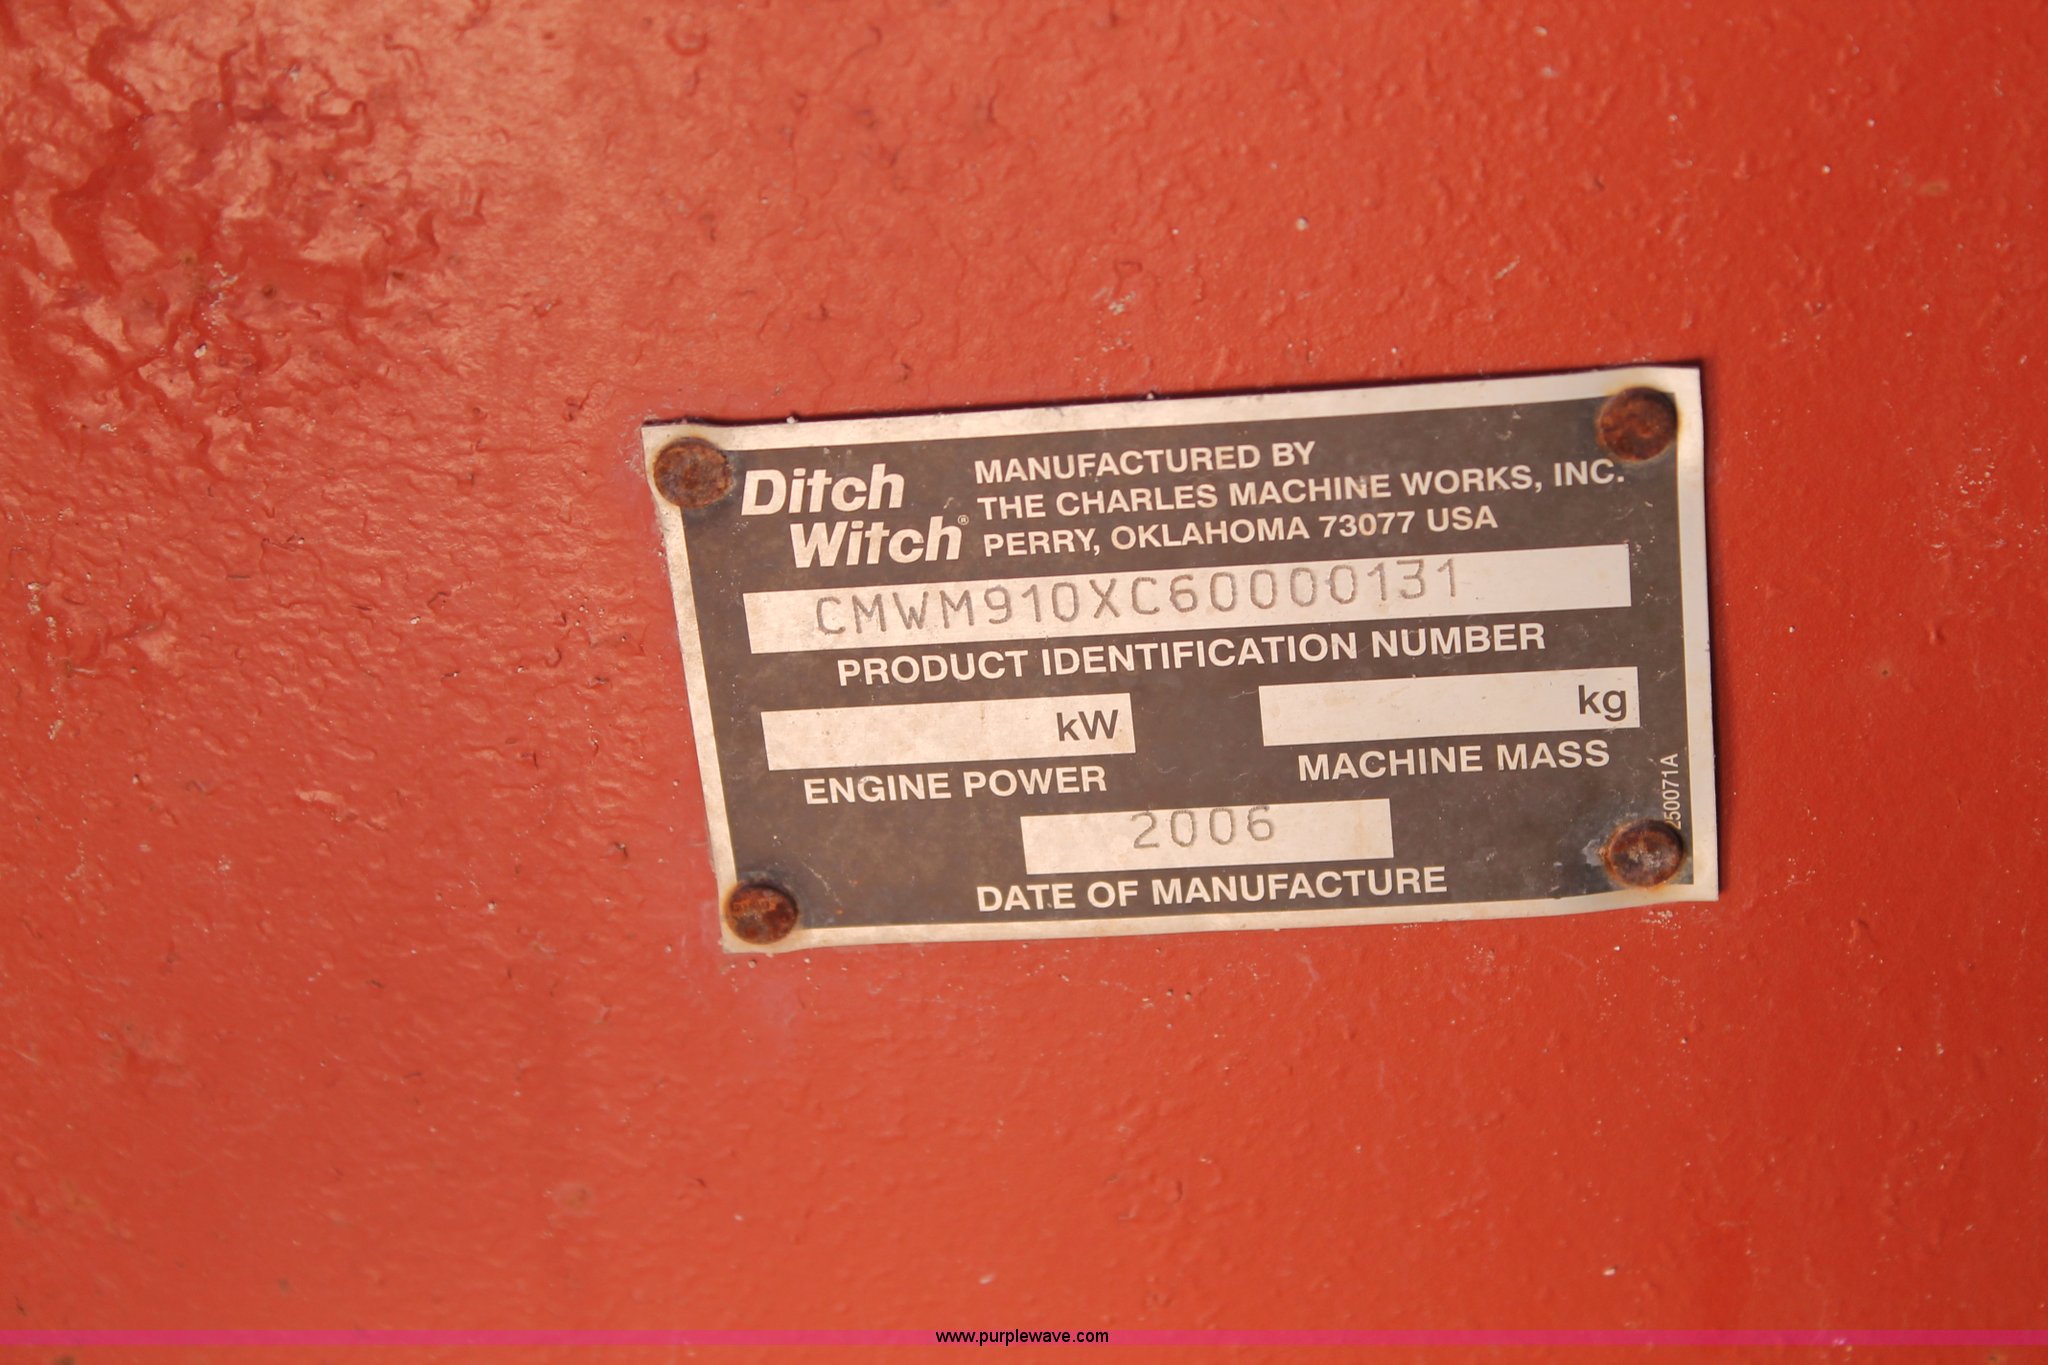 Ditch
Witch®
MANUFACTURED BY
THE CHARLES MACHINE WORKS, INC.
PERRY, OKLAHOMA 73077 USA
CMWM910XC60000131
PRODUCT IDENTIFICATION NUMBER
kW
ENGINE POWER
kg
MACHINE MASS
250071A
2006
DATE OF MANUFACTURE
www.purplewave.com